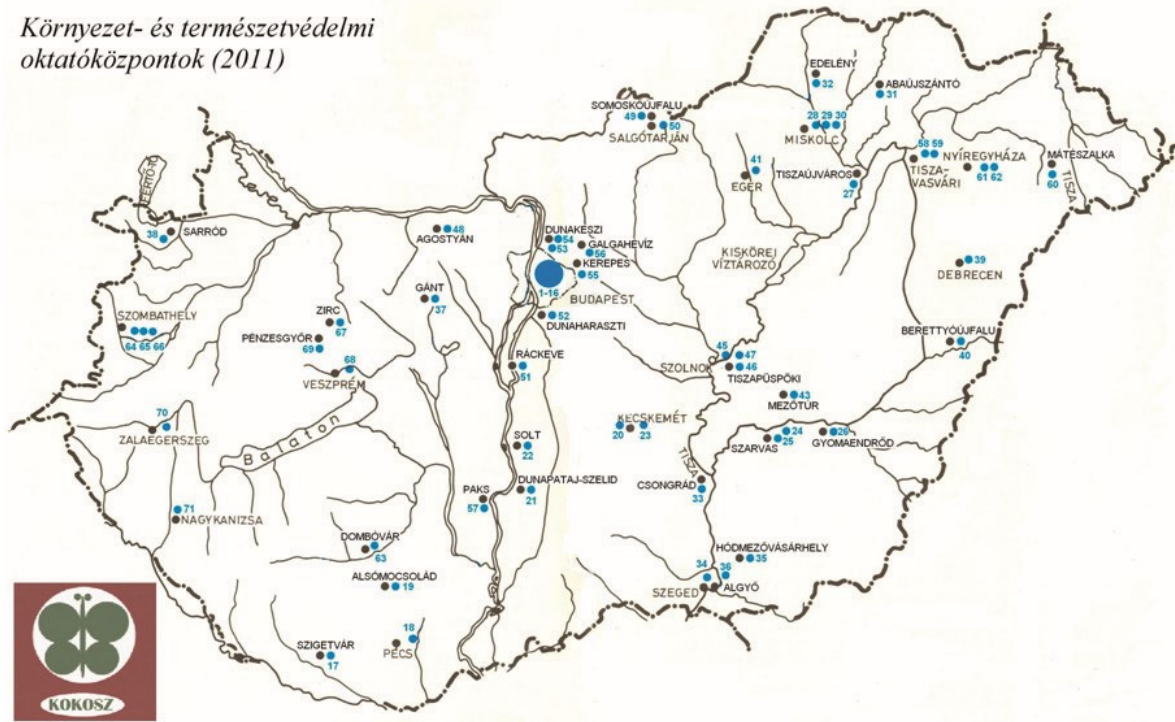 Környezet- és természetvédelmi
oktatóközpontok (2011)
EDELÉNY
32
ABAÚJSZÁNTÓ
31
SOMOSKŐÚJFALU
49
50
SALGÓTARJÁN
28 29 30
MISKOLC
58 59
NYÍREGYHÁZA
61 62
TISZA-
VASVÁRI
MÁTÉSZALKA
60
TISZA
41
EGER
TISZAÚJVÁROS
27
FERTŐ-TÓ
38
SARRÓD
48
AGOSTYÁN
DUNAKESZI
54
53
GALGAHEVÍZ
56
KEREPES
55
1-16
BUDAPEST
KISKÖREI
VÍZTÁROZÓ
39
DEBRECEN
GÁNT
37
52
DUNAHARASZTI
SZOMBATHELY
64 65 66
ZIRC
67
PÉNZESGYŐR
69
68
VESZPRÉM
RÁCKEVE
51
45
47
SZOLNOK
46
TISZAPÜSPÖKI
BERETTYÓÚJFALU
40
43
MEZŐTÚR
70
ZALAEGERSZEG
Balaton
KECSKEMÉT
20
23
24
SZARVAS
25
26
GYOMAENDRŐD
SOLT
22
TISZA
CSONGRÁD
33
DUNAPATAJ-SZELID
21
PAKS
57
71
NAGYKANIZSA
DOMBÓVÁR
63
HÓDMEZŐVÁSÁRHELY
35
34
36
SZEGED
ALGYŐ
ALSÓMOCSOLÁD
19
18
PÉCS
SZIGETVÁR
17
KOKOSZ